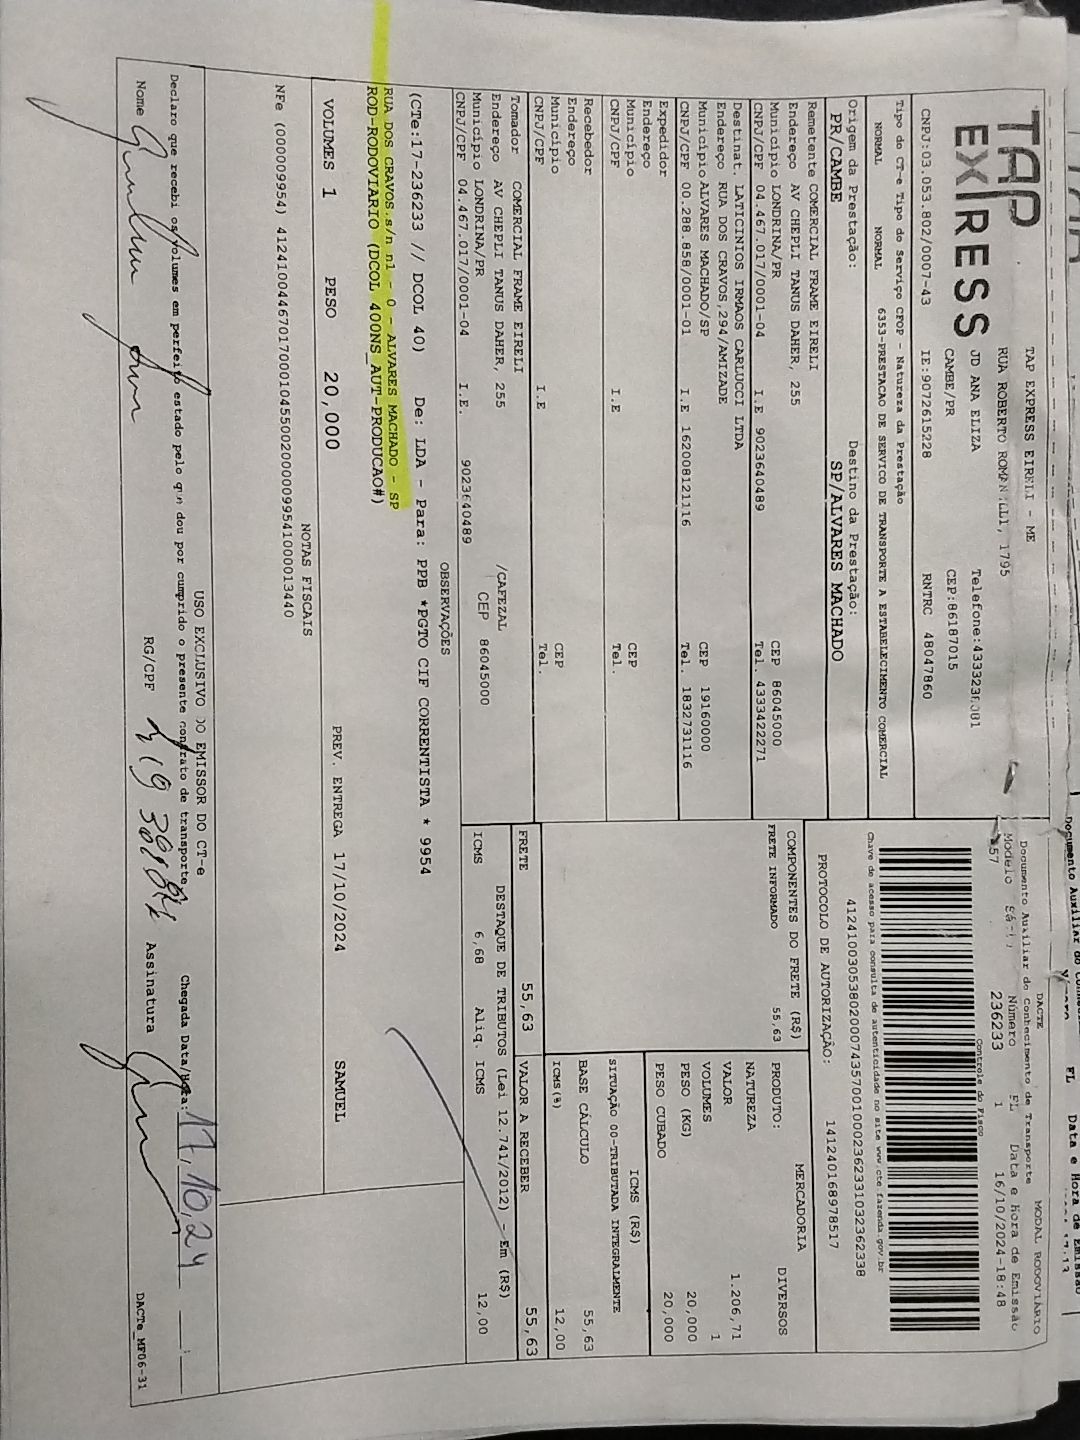 TAP
EXPRESS
TAP EXPRESS EIRELI - ME
RUA ROBERTO 1795 Telefone:
JD ANA ELIZA CEP:86187015
CAMBE/PR
CNPJ:03.053.802/0007-43 IE:9072615228 RNTRC 48047860
Tipo do CT-e Tipo do Serviço CFOP - Natureza da Prestação
NORMAL NORMAL 6353-PRESTACAO DE SERVICO DE TRANSPORTE A ESTABELECIMENTO COMERCIAL
Origem da Prestação: Destino da Prestação:
PR/CAMBE SP/ALVARES MACHADO
Remetente COMERCIAL FRAME EIRELI
Endereço AV CHEPLI TANUS DAHER, 255
Município LONDRINA/PR CEP 86045000
CNPJ/CPF 04.467.017/0001-04 I.E 9023640489 Tel. 4333422271
Destinat. LATICINIOS IRMAOS CARLUCCI LTDA
Endereço RUA DOS CRAVOS,294/AMIZADE
Município ALVARES MACHADO/SP CEP 19160000
CNPJ/CPF 00.288.858/0001-01 I.E 162008121116 Tel. 1832731116
Expedidor
Endereço
Município CEP
CNPJ/CPF I.E Tel.
Recebedor
Endereço
Município CEP
CNPJ/CPF I.E Tel.
Tomador COMERCIAL FRAME EIRELI
Endereço AV CHEPLI TANUS DAHER, 255 /CAFEZAL
Município LONDRINA/PR CEP 86045000
CNPJ/CPF 04.467.017/0001-04 I.E. 9023640489
DACTE MODAL RODOVIÁRIO
Documento Auxiliar do Conhecimento de Transporte
Modelo Número FL Data e Hora de Emissão
57 236233 1 16/10/2024-18:48
Controle do Fisco
Chave de acesso para consulta de autenticidade no site www.cte.fazenda.gov.br
41241003053802000743570010002362331032362338
PROTOCOLO DE AUTORIZAÇÃO: 141240168978517
COMPONENTES DO FRETE (R$)
FRETE INFORMADO 55,63
PRODUTO: MERCADORIA
NATUREZA DIVERSOS
VALOR 1.206,71
VOLUMES 1
PESO (KG) 20,000
PESO CUBADO 20,000
ICMS (R$)
SITUAÇÃO 00-TRIBUTADA INTEGRALMENTE
BASE CÁLCULO 55,63
ICMS(%) 12,00
FRETE 55,63 VALOR A RECEBER 55,63
DESTAQUE DE TRIBUTOS (Lei 12.741/2012) - Em (R$)
ICMS 6,68 Aliq. ICMS 12,00
OBSERVAÇÕES
(CTe:17-236233 // DCOL 40) De: LDA - Para: PPB *PGTO CIF CORRENTISTA * 9954
RUA DOS CRAVOS.s/n n1 - 0 - ALVARES MACHADO - SP
ROD-RODOVIARIO (DCOL 400NS_AUT-PRODUCAO#)
VOLUMES 1 PESO 20,000 PREV. ENTREGA 17/10/2024 SAMUEL
NOTAS FISCAIS
NFe (000009954) 41241004467017000104550020000099541000013440
USO EXCLUSIVO DO EMISSOR DO CT-e
Declaro que recebi os volumes em perfeito estado pelo que dou por cumprido o presente contrato de transporte. Chegada Data/Hora: 17,10,24
Nome RG/CPF Assinatura
DACTe_MF06-31